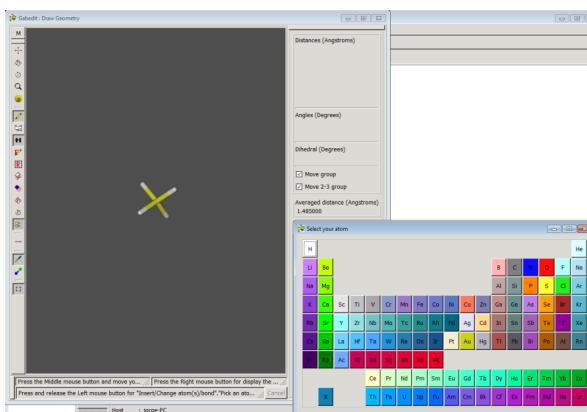 Gabedit : Draw Geometry
M
Distances (Angstroms)
Angles (Degrees)
Dihedral (Degrees)
Move group
Move 2-3 group
Averaged distance (Angstroms)
1.485000
Select your atom
H He
Li Be B C O F Ne
Na Mg Al Si P S Cl Ar
K Ca Sc Ti V Cr Mn Fe Co Ni Cu Zn Ga Ge As Se Br Kr
Rb Sr Y Zr Nb Mo Tc Ru Rh Pd Ag Cd In Sn Sb Te I Xe
Cs Ba La Hf Ta W Re Os Ir Pt Au Hg Tl Pb Bi Po At Rn
Ra Ac
Ce Pr Nd Pm Sm Eu Gd Tb Dy Ho Er Tm Yb Lu
X Th Pa U Np Pu Am Cm Bk Cf Es Fm Md No
Press the Middle mouse button and move yo... Press the Right mouse button for display the ...
Press and release the Left mouse button for "Insert/Change atom(s)/bond"."Pick an ato... Cancel
Host : jorge-PC